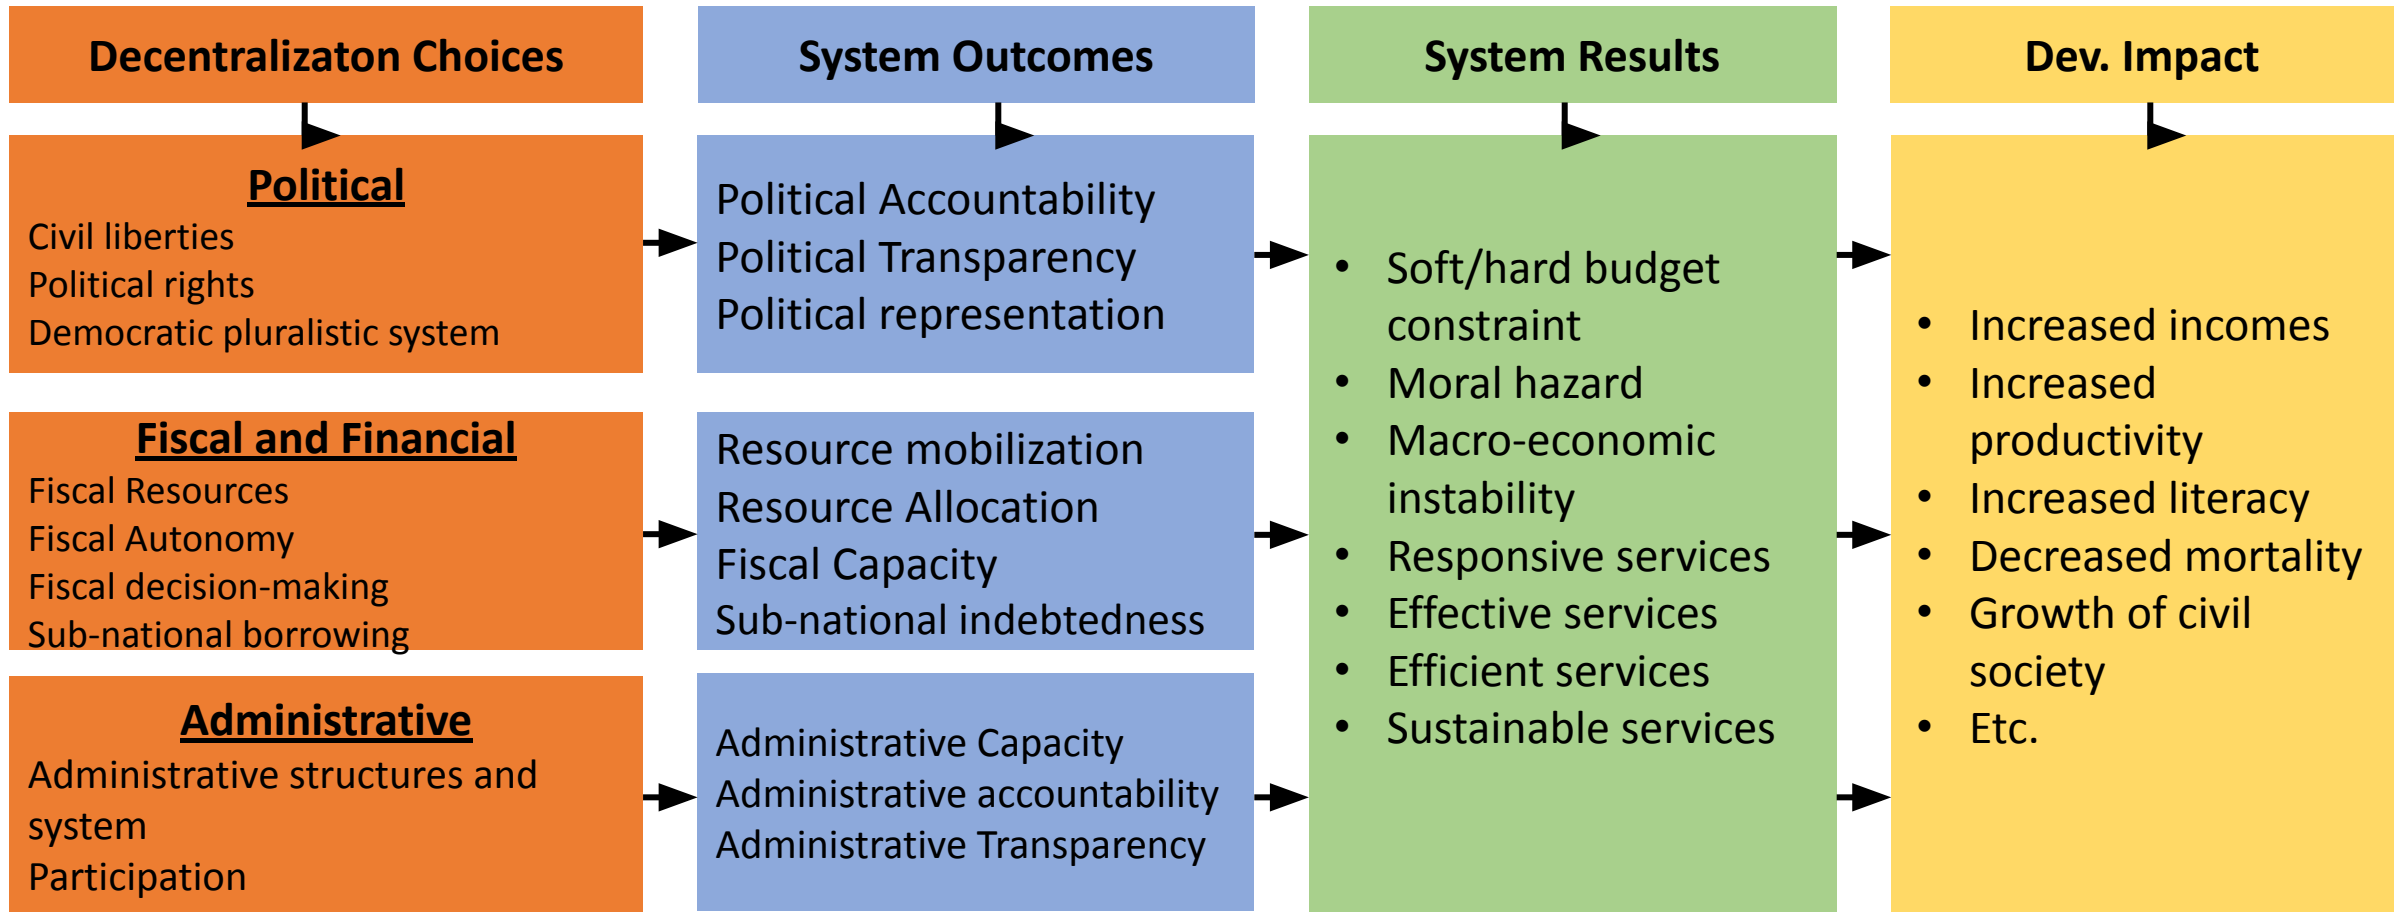 Decentralizaton Choices
System Outcomes
System Results
Dev. Impact
Political
Civil liberties
Political rights
Democratic pluralistic system
Political Accountability
Political Transparency
Political representation
Fiscal and Financial
Fiscal Resources
Fiscal Autonomy
Fiscal decision-making
Sub-national borrowing
Resource mobilization
Resource Allocation
Fiscal Capacity
Sub-national indebtedness
Administrative
Administrative structures and
system
Participation
Administrative Capacity
Administrative accountability
Administrative Transparency
• Soft/hard budget
constraint
• Moral hazard
• Macro-economic
instability
• Responsive services
• Effective services
• Efficient services
• Sustainable services
• Increased incomes
• Increased
productivity
• Increased literacy
• Decreased mortality
• Growth of civil
society
• Etc.